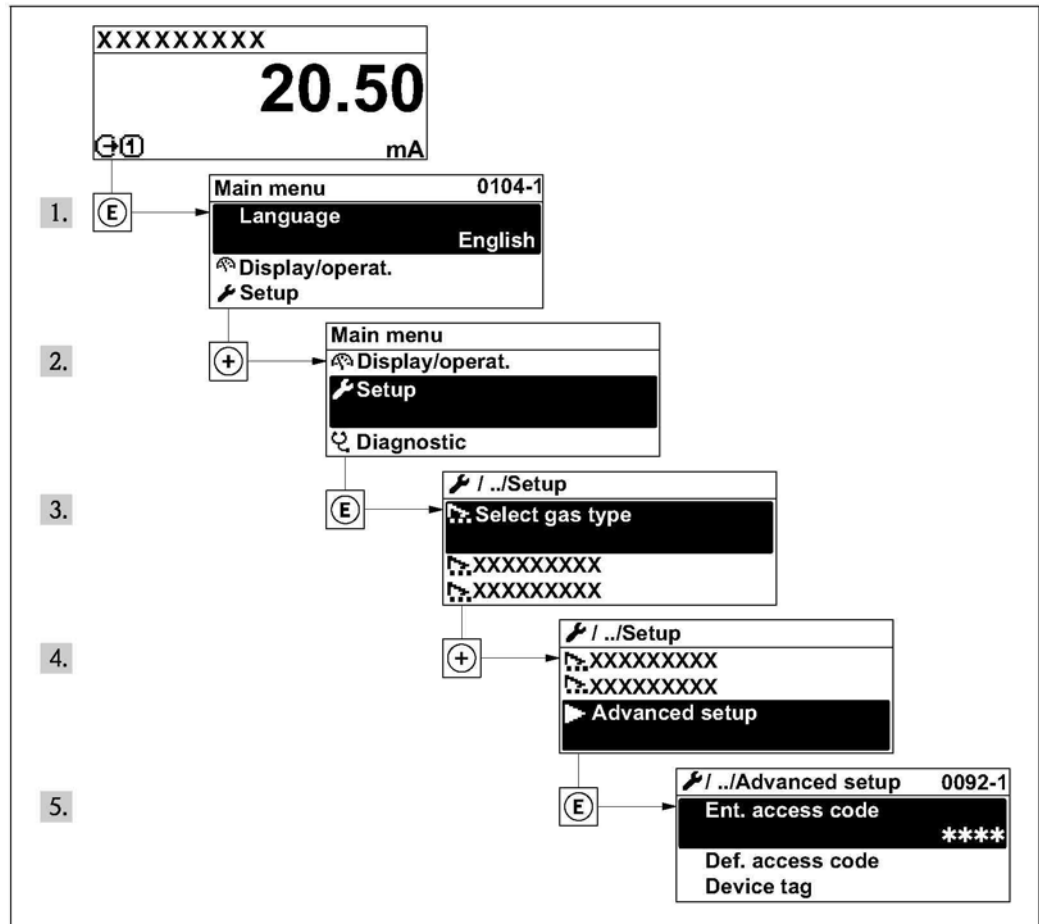 XXXXXXXXX
20.50
1 mA
1. E Main menu 0104-1
Language
English
Display/operat.
Setup
2. + Main menu
Display/operat.
Setup
Diagnostic
3. E / ../Setup
Select gas type
XXXXXXXXX
XXXXXXXXX
4. + / ../Setup
XXXXXXXXX
XXXXXXXXX
Advanced setup
5. E / ../Advanced setup 0092-1
Ent. access code
****
Def. access code
Device tag